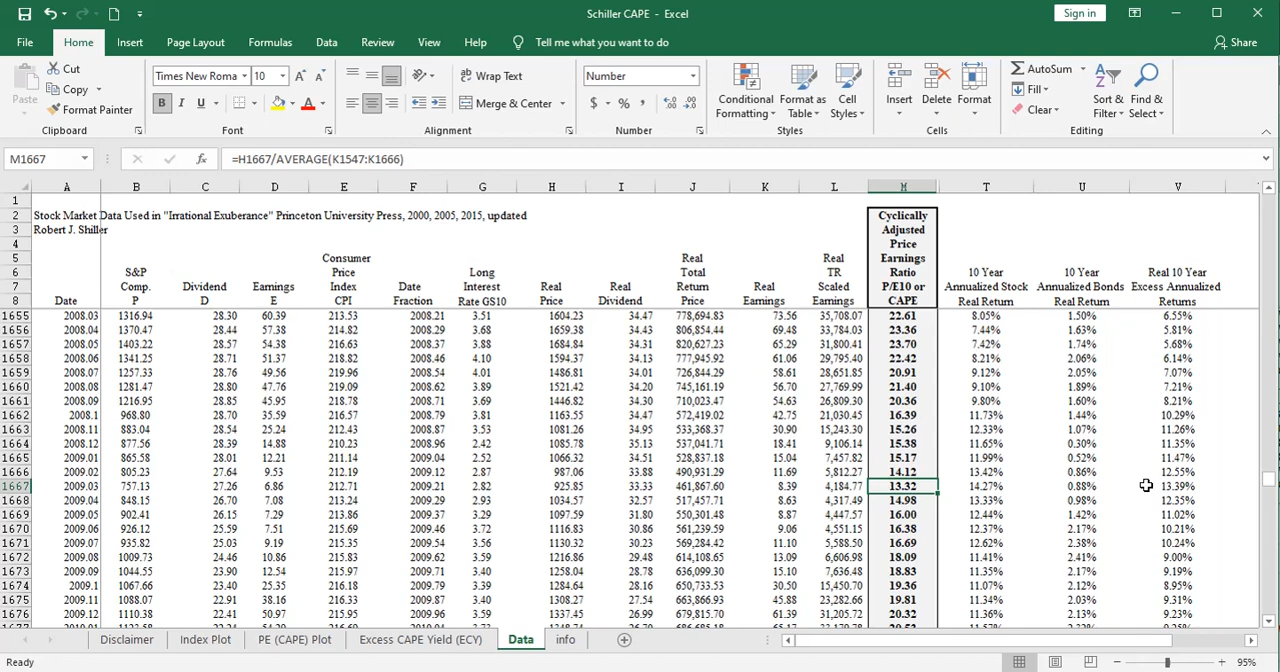 Schiller CAPE - Excel
Sign in
File Home Insert Page Layout Formulas Data Review View Help Tell me what you want to do Share
Paste Cut Copy Format Painter Clipboard
Times New Roma 10 B I U A Font
Wrap Text Merge & Center Alignment
Number $ % , Number
Conditional Formatting Format as Table Cell Styles Styles
Insert Delete Format Cells
AutoSum Fill Clear Sort & Filter Find & Select Editing
M1667 fx =H1667/AVERAGE(K1547:K1666)
A B C D E F G H I J K L M T U V
1
2 Stock Market Data Used in "Irrational Exuberance" Princeton University Press, 2000, 2005, 2015, updated Cyclically
3 Robert J. Shiller Adjusted
4 Price
5 Consumer Real Real Earnings
6 S&P Price Long Total TR Ratio 10 Year 10 Year Real 10 Year
7 Comp. Dividend Earnings Index Date Interest Real Real Return Real Scaled P/E10 or Annualized Stock Annualized Bonds Excess Annualized
8 Date P D E CPI Fraction Rate GS10 Price Dividend Price Earnings Earnings CAPE Real Return Real Return Returns
1655 2008.03 1316.94 28.30 60.39 213.53 2008.21 3.51 1604.23 34.47 778,694.83 73.56 35,708.07 22.61 8.05% 1.50% 6.55%
1656 2008.04 1370.47 28.44 57.38 214.82 2008.29 3.68 1659.38 34.43 806,854.44 69.48 33,784.03 23.36 7.44% 1.63% 5.81%
1657 2008.05 1403.22 28.57 54.38 216.63 2008.37 3.88 1684.84 34.31 820,627.23 65.29 31,800.41 23.70 7.42% 1.74% 5.68%
1658 2008.06 1341.25 28.71 51.37 218.82 2008.46 4.10 1594.37 34.13 777,945.92 61.06 29,795.40 22.42 8.21% 2.06% 6.14%
1659 2008.07 1257.33 28.76 49.56 219.96 2008.54 4.01 1486.81 34.01 726,844.29 58.61 28,651.85 20.91 9.12% 2.05% 7.07%
1660 2008.08 1281.47 28.80 47.76 219.09 2008.62 3.89 1521.42 34.20 745,161.19 56.70 27,769.99 21.40 9.10% 1.89% 7.21%
1661 2008.09 1216.95 28.85 45.95 218.78 2008.71 3.69 1446.82 34.30 710,023.47 54.63 26,809.30 20.36 9.80% 1.60% 8.21%
1662 2008.1 968.80 28.70 35.59 216.57 2008.79 3.81 1163.55 34.47 572,419.02 42.75 21,030.45 16.39 11.73% 1.44% 10.29%
1663 2008.11 883.04 28.54 25.24 212.43 2008.87 3.53 1081.26 34.95 533,368.37 30.90 15,243.30 15.26 12.33% 1.07% 11.26%
1664 2008.12 877.56 28.39 14.88 210.23 2008.96 2.42 1085.78 35.13 537,041.71 18.41 9,106.14 15.38 11.65% 0.30% 11.35%
1665 2009.01 865.58 28.01 12.21 211.14 2009.04 2.52 1066.32 34.51 528,837.18 15.04 7,457.82 15.17 11.99% 0.52% 11.47%
1666 2009.02 805.23 27.64 9.53 212.19 2009.12 2.87 987.06 33.88 490,931.29 11.69 5,812.27 14.12 13.42% 0.86% 12.55%
1667 2009.03 757.13 27.26 6.86 212.71 2009.21 2.82 925.85 33.33 461,867.60 8.39 4,184.77 13.32 14.27% 0.88% 13.39%
1668 2009.04 848.15 26.70 7.08 213.24 2009.29 2.93 1034.57 32.57 517,457.71 8.63 4,317.49 14.98 13.33% 0.98% 12.35%
1669 2009.05 902.41 26.15 7.29 213.86 2009.37 3.29 1097.59 31.80 550,301.48 8.87 4,447.57 16.00 12.44% 1.42% 11.02%
1670 2009.06 926.12 25.59 7.51 215.69 2009.46 3.72 1116.83 30.86 561,239.59 9.06 4,551.15 16.38 12.37% 2.17% 10.21%
1671 2009.07 935.82 25.03 9.19 215.35 2009.54 3.56 1130.32 30.23 569,284.42 11.10 5,588.50 16.69 12.62% 2.38% 10.24%
1672 2009.08 1009.73 24.46 10.86 215.83 2009.62 3.59 1216.86 29.48 614,108.65 13.09 6,606.98 18.09 11.41% 2.41% 9.00%
1673 2009.09 1044.55 23.90 12.54 215.97 2009.71 3.40 1258.04 28.78 636,099.30 15.10 7,636.48 18.83 11.35% 2.17% 9.19%
1674 2009.1 1067.66 23.40 25.35 216.18 2009.79 3.39 1284.64 28.16 650,733.53 30.50 15,450.70 19.36 11.07% 2.12% 8.95%
1675 2009.11 1088.07 22.91 38.16 216.33 2009.87 3.40 1308.27 27.54 663,866.93 45.88 23,282.66 19.81 11.34% 2.03% 9.31%
1676 2009.12 1110.38 22.41 50.97 215.95 2009.96 3.59 1337.45 26.99 679,815.70 61.39 31,205.72 20.32 11.36% 2.13% 9.23%
Disclaimer Index Plot PE (CAPE) Plot Excess CAPE Yield (ECY) Data info
Ready 95%